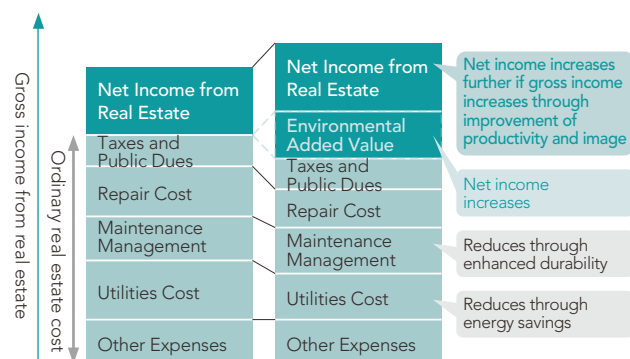 Gross income from real estate
Ordinary real estate cost
Net Income from
Real Estate
Taxes and
Public Dues
Repair Cost
Maintenance
Management
Utilities Cost
Other Expenses
Net Income from
Real Estate
Environmental
Added Value
Taxes and
Public Dues
Repair Cost
Maintenance
Management
Utilities Cost
Other Expenses
Net income increases
further if gross income
increases through
improvement of
productivity and image
Net income
increases
Reduces through
enhanced durability
Reduces through
energy savings